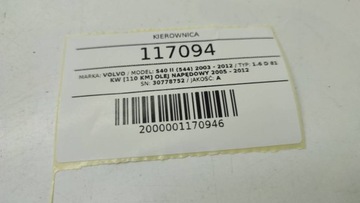 KIEROWNICA
117094
MARKA: VOLVO / MODEL: S40 II (544) 2003 - 2012 / TYP: 1.6 D 81
KW [110 KM] OLEJ NAPĘDOWY 2005 - 2012
SN: 30778752 / JAKOŚĆ: A
2000001170946